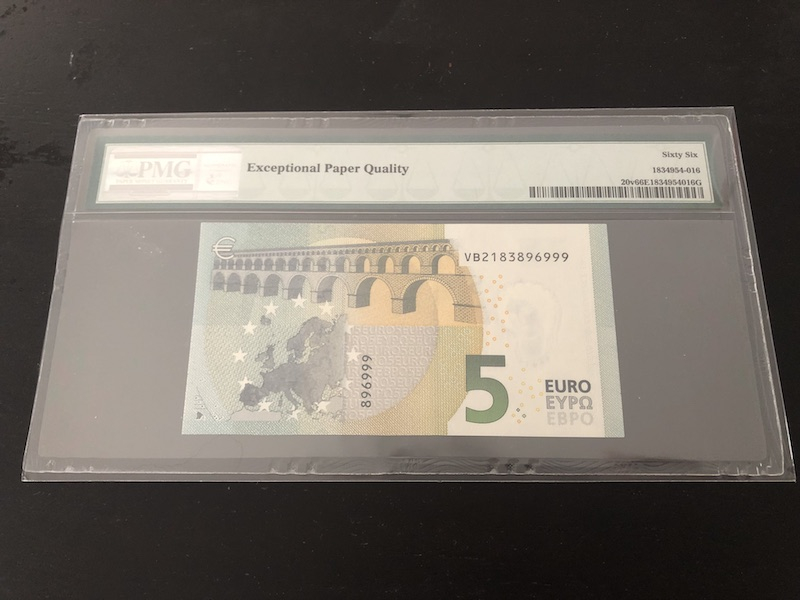 PMG
Exceptional Paper Quality
Sixty Six
1834954-016
20v66E1834954016G
€
VB2183896999
896999
5
EURO
ΕΥΡΩ
ЕВРО